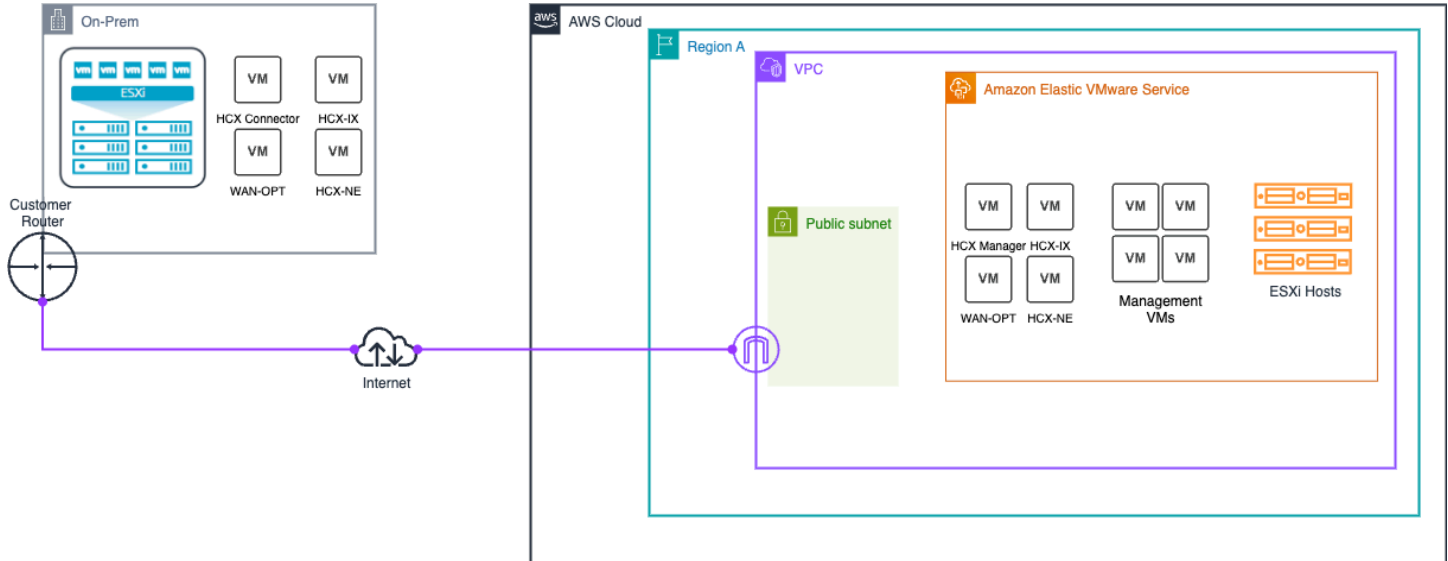 On-Prem
vm vm vm vm vm
ESXi
VM
VM
HCX Connector
HCX-IX
VM
VM
WAN-OPT
HCX-NE
Customer
Router
Internet
aws
AWS Cloud
Region A
VPC
Public subnet
Amazon Elastic VMware Service
VM
VM
HCX Manager
HCX-IX
VM
VM
WAN-OPT
HCX-NE
VM
VM
VM
VM
Management
VMs
ESXi Hosts